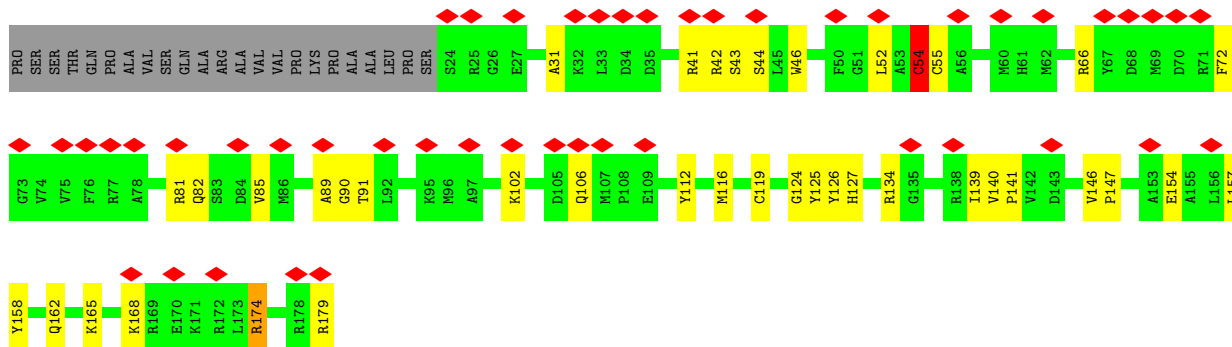 PRO SER SER THR GLN PRO ALA VAL SER GLN ALA ARG ALA VAL VAL PRO LYS PRO ALA ALA LEU PRO SER S24 R25 G26 E27 A31 K32 L33 D34 D35 R41 R42 S43 S44 L45 W46 F50 G51 L52 A53 C54 C55 A56 M60 H61 M62 R66 Y67 D68 M69 D70 R71 F72
G73 V74 V75 F76 R77 A78 R81 Q82 S83 D84 V85 M86 A89 G90 T91 L92 K95 M96 A97 K102 D105 Q106 M107 P108 E109 Y112 M116 C119 G124 Y125 Y126 H127 R134 G135 R138 I139 V140 P141 V142 D143 V146 P147 A153 E154 A155 L156 L157
Y158 Q162 K165 K168 R169 E170 K171 R172 L173 R174 R178 R179